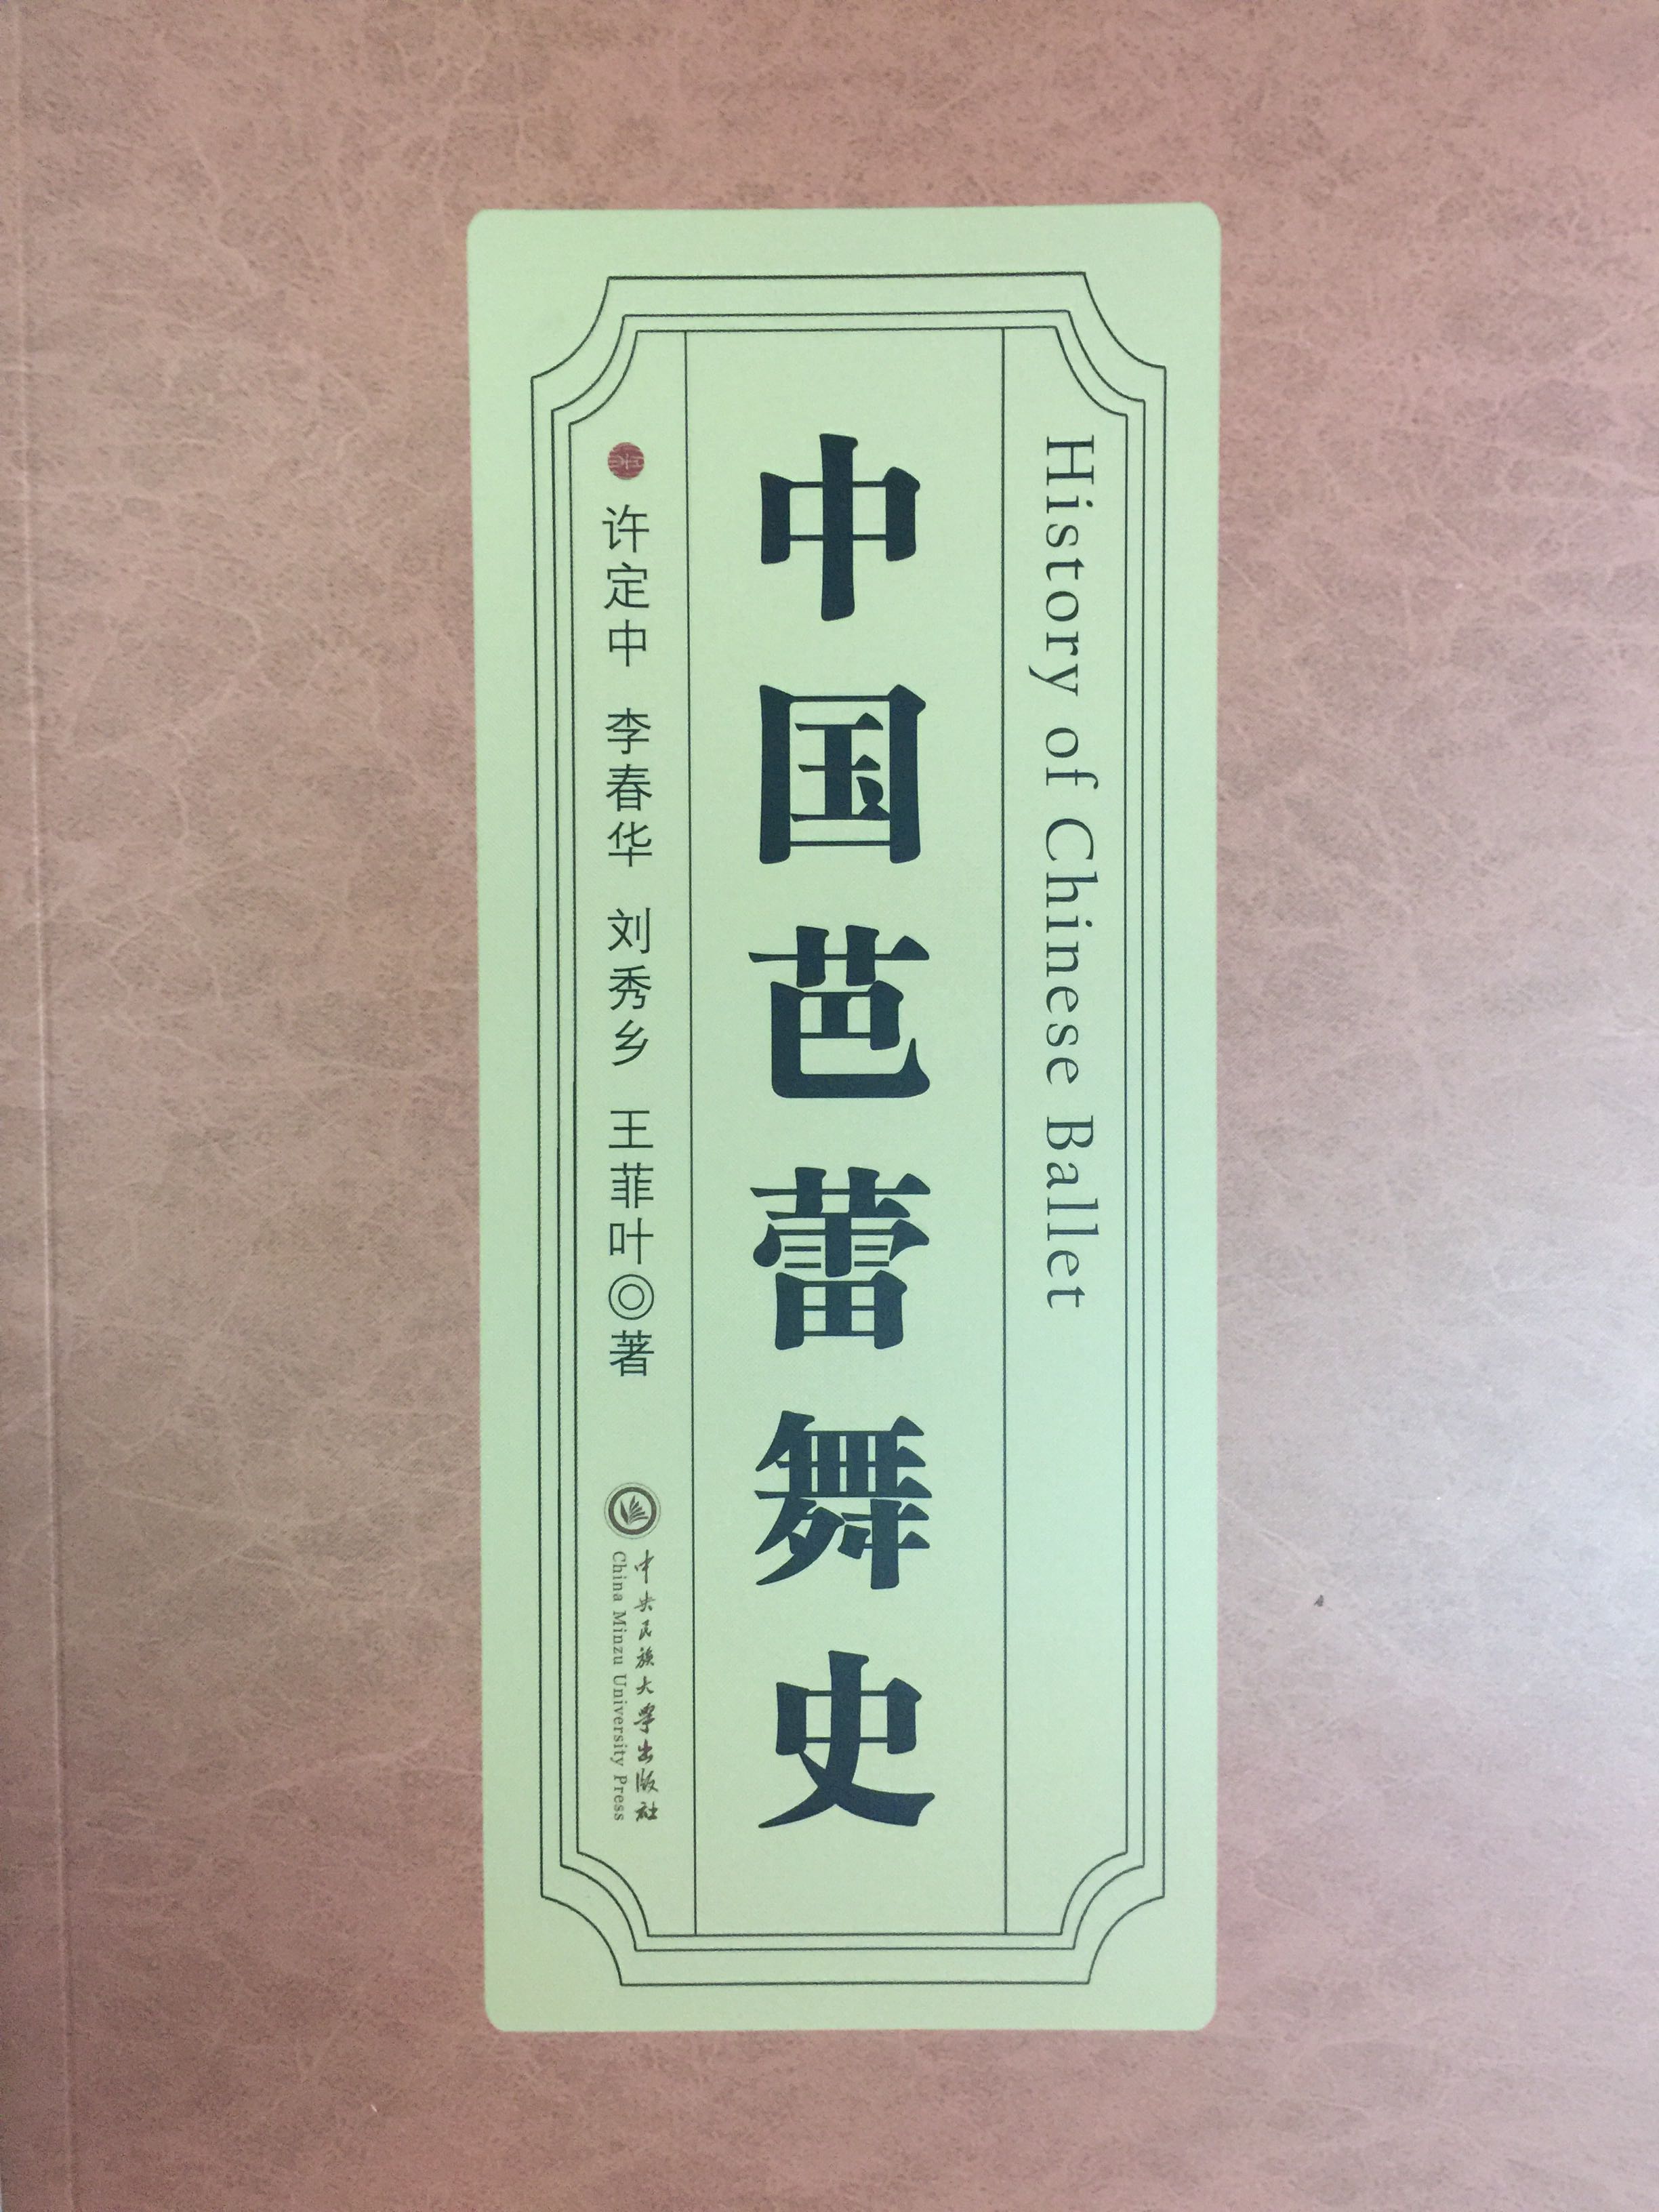 History of Chinese Ballet
中国芭蕾舞史
许定中 李春华 刘秀乡 王菲叶◎著
中央民族大学出版社
China Minzu University Press